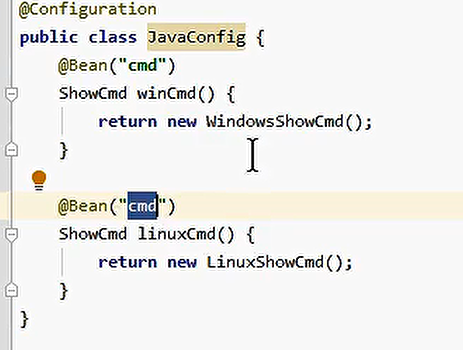 @Configuration
public class JavaConfig {
@Bean("cmd")
ShowCmd winCmd() {
return new WindowsShowCmd();
}
@Bean("cmd")
ShowCmd linuxCmd() {
return new LinuxShowCmd();
}
}